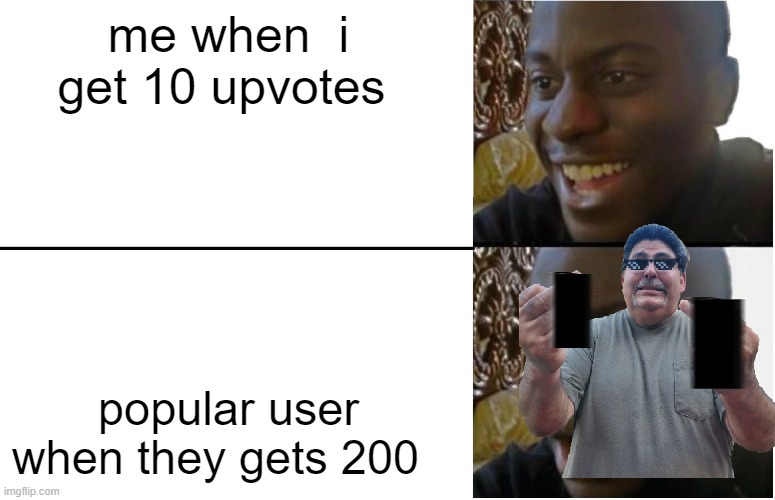 me when i
get 10 upvotes
popular user
when they gets 200
imgflip.com